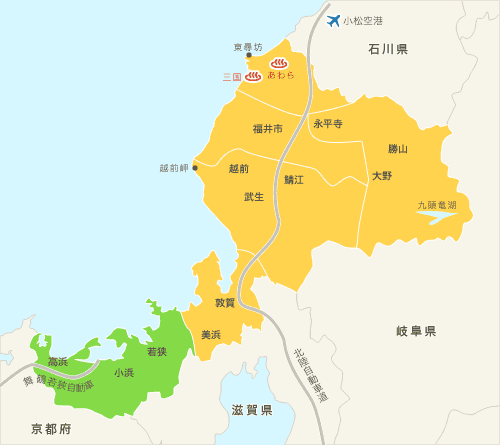 小松空港
石川県
東尋坊
三国
あわら
福井市
永平寺
勝山
越前岬
越前
鯖江
大野
武生
九頭竜湖
敦賀
美浜
岐阜県
若狭
高浜
小浜
舞鶴若狭自動車
北陸自動車道
滋賀県
京都府